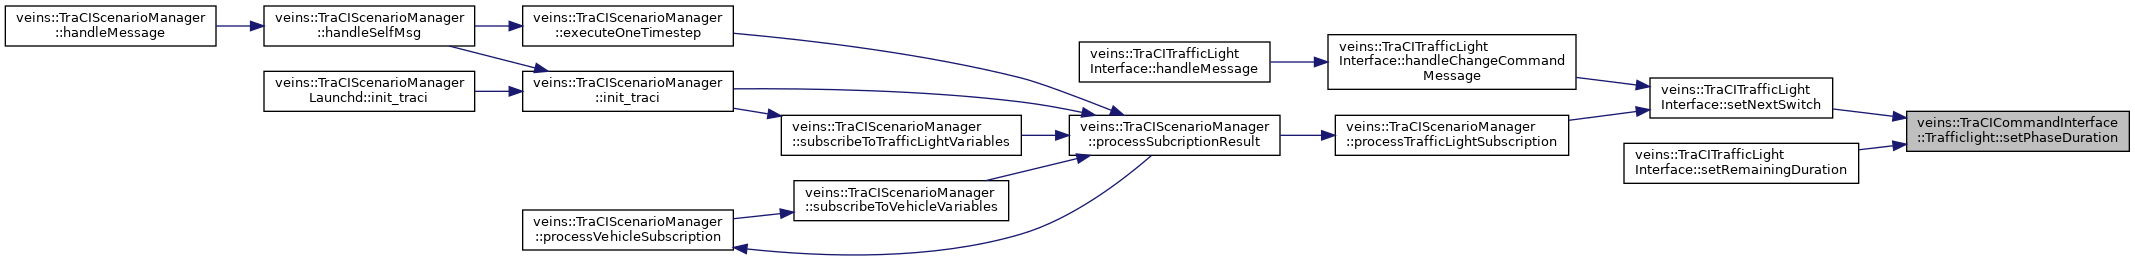 veins::TraCIScenarioManager
::handleMessage
veins::TraCIScenarioManager
::handleSelfMsg
veins::TraCIScenarioManager
::executeOneTimestep
veins::TraCIScenarioManager
Launchd::init_traci
veins::TraCIScenarioManager
::init_traci
veins::TraCIScenarioManager
::subscribeToTrafficLightVariables
veins::TraCIScenarioManager
::subscribeToVehicleVariables
veins::TraCIScenarioManager
::processVehicleSubscription
veins::TraCITrafficLight
Interface::handleMessage
veins::TraCIScenarioManager
::processSubcriptionResult
veins::TraCITrafficLight
Interface::handleChangeCommand
Message
veins::TraCIScenarioManager
::processTrafficLightSubscription
veins::TraCITrafficLight
Interface::setNextSwitch
veins::TraCITrafficLight
Interface::setRemainingDuration
veins::TraCICommandInterface
::Trafficlight::setPhaseDuration